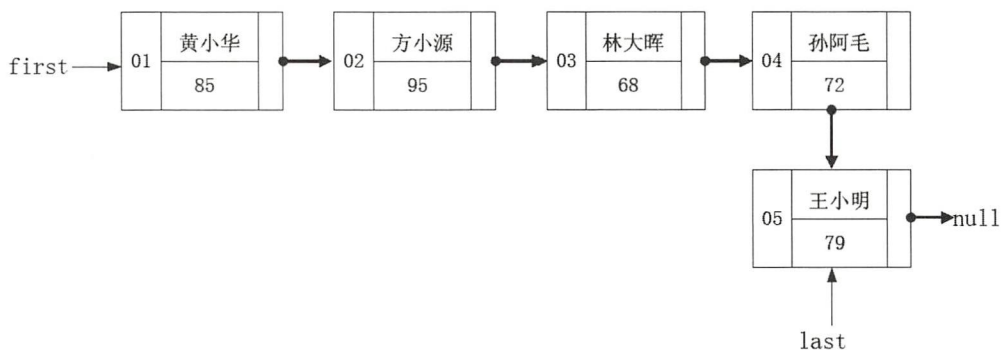 first
01 黄小华 85
02 方小源 95
03 林大晖 68
04 孙阿毛 72
05 王小明 79
null
last